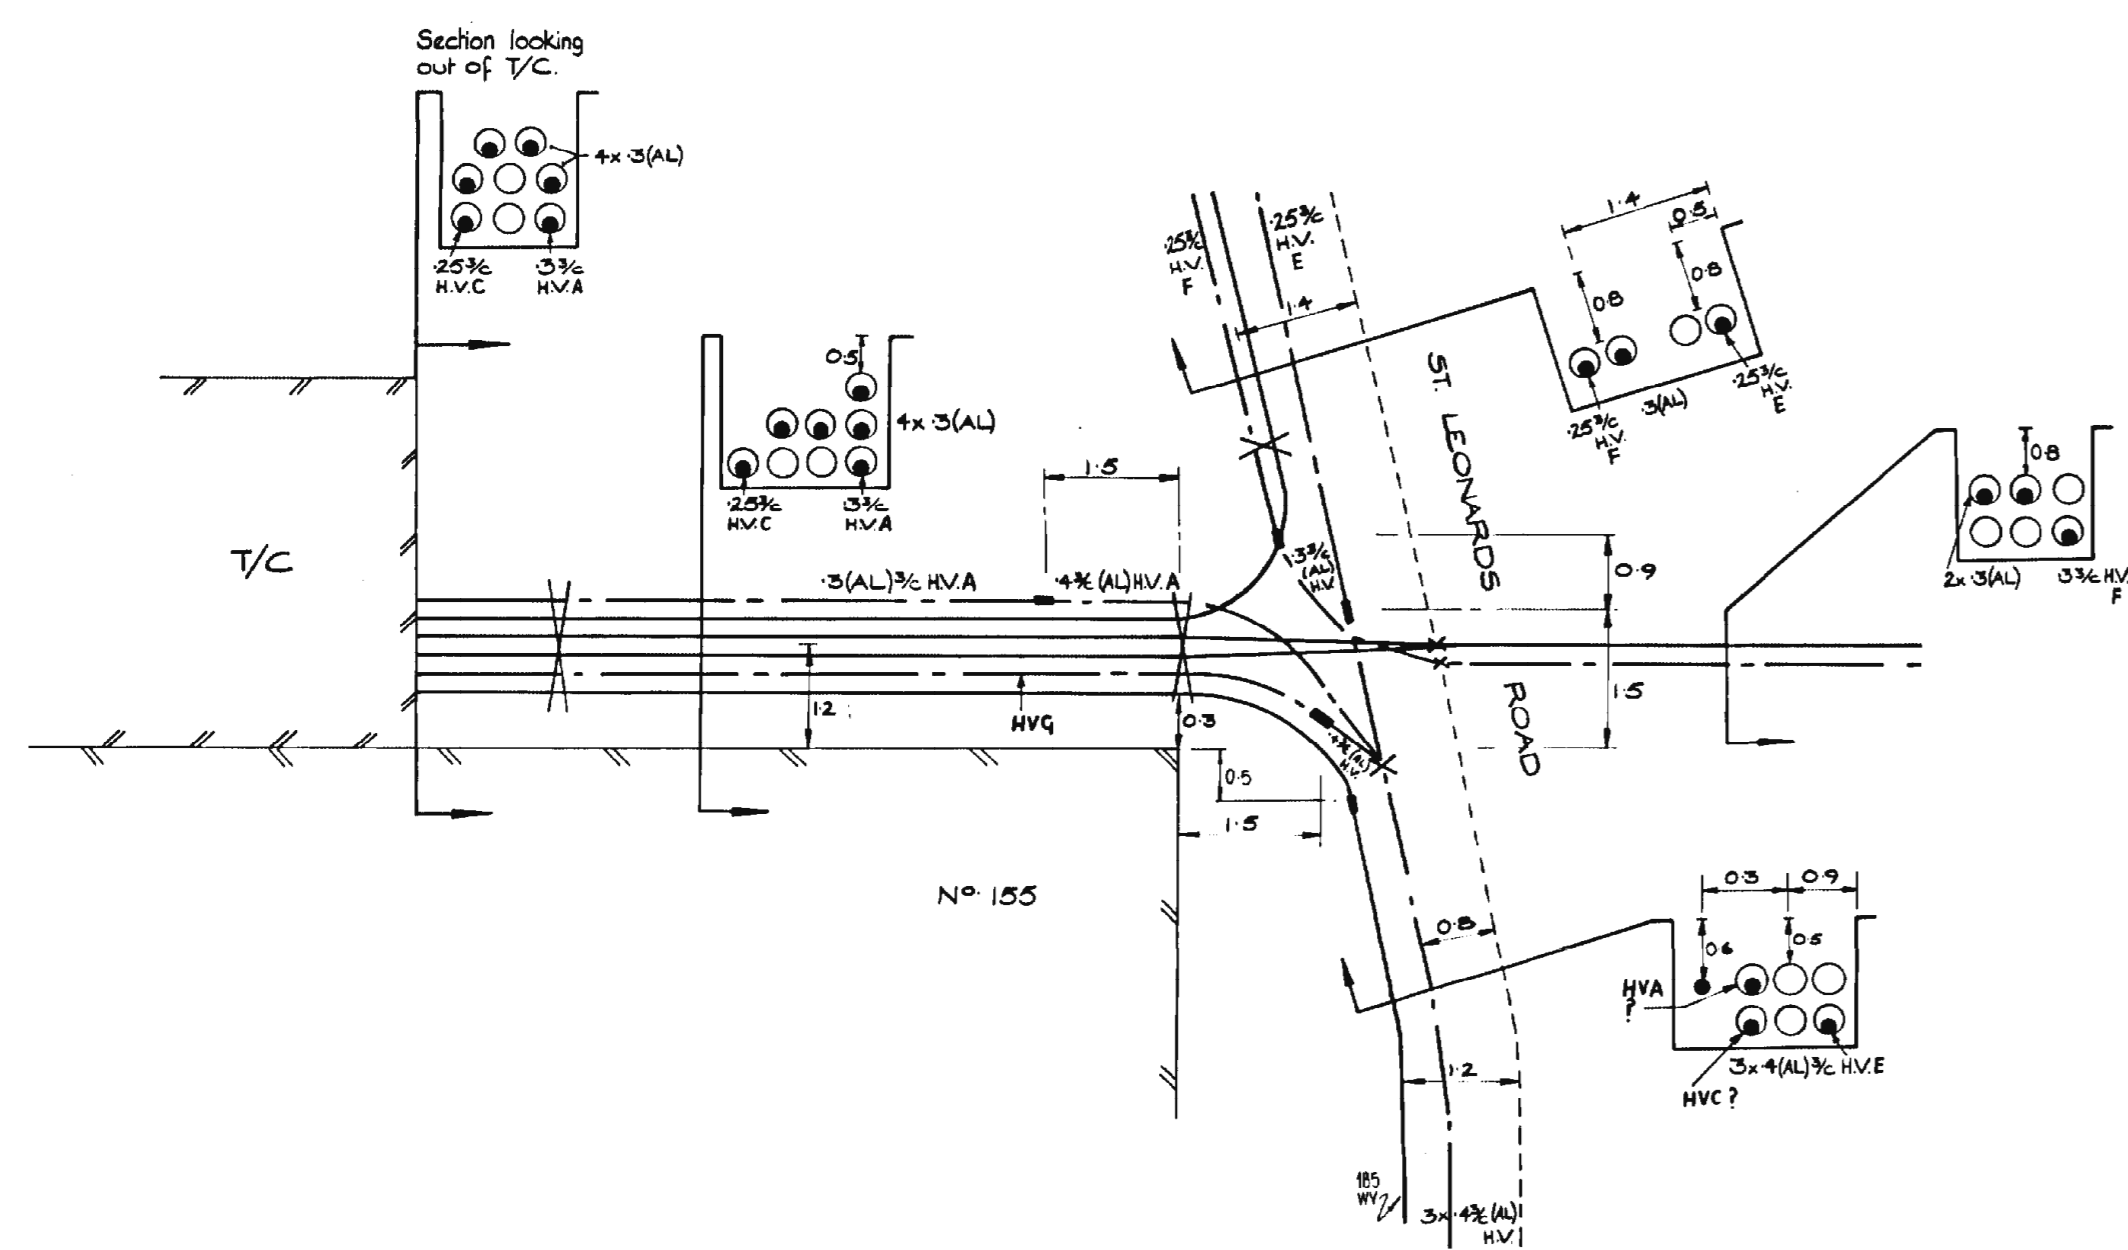 Section looking
out of T/C.
4x ·3(AL)
·25³/c
H.V.C
·3³/c
H.V.A
0·5
4x ·3(AL)
·25³/c
H.V.C
·3³/c
H.V.A
T/C
1·5
·3(AL)³/c H.V.A
·4³/c (AL) H.V.A
1·2
HVG
0·3
0·5
1·5
Nº 155
·25³/c
H.V.
F
·25³/c
H.V.
E
1·4
·3³/c
(AL)
H.V.
·4³/c (AL)
H.V.
ST. LEONARDS
ROAD
0·9
1·5
1·4
0·5
0·8
0·8
·25³/c
H.V.
F
·3(AL)
·25³/c
H.V.
E
0·8
2x ·3(AL)
·3³/c H.V.
F
0·8
1·2
0·3
0·9
0·6
0·5
HVA
?
3x·4(AL)³/c H.V.E
HVC ?
185
WY
3x ·4³/c (AL)
H.V.